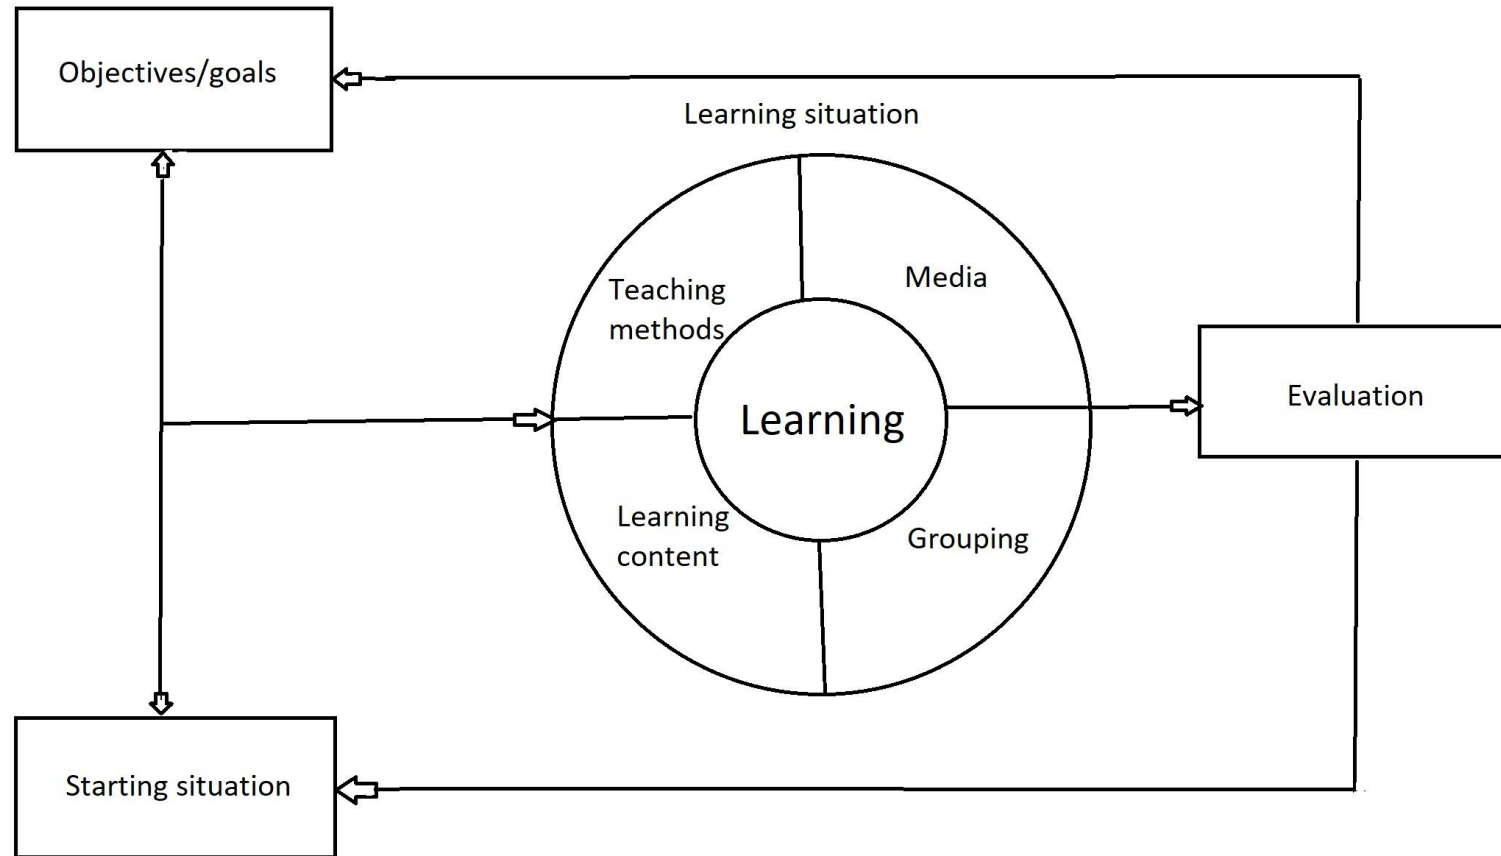 Objectives/goals
Learning situation
Teaching
methods
Media
Learning
Evaluation
Learning
content
Grouping
Starting situation